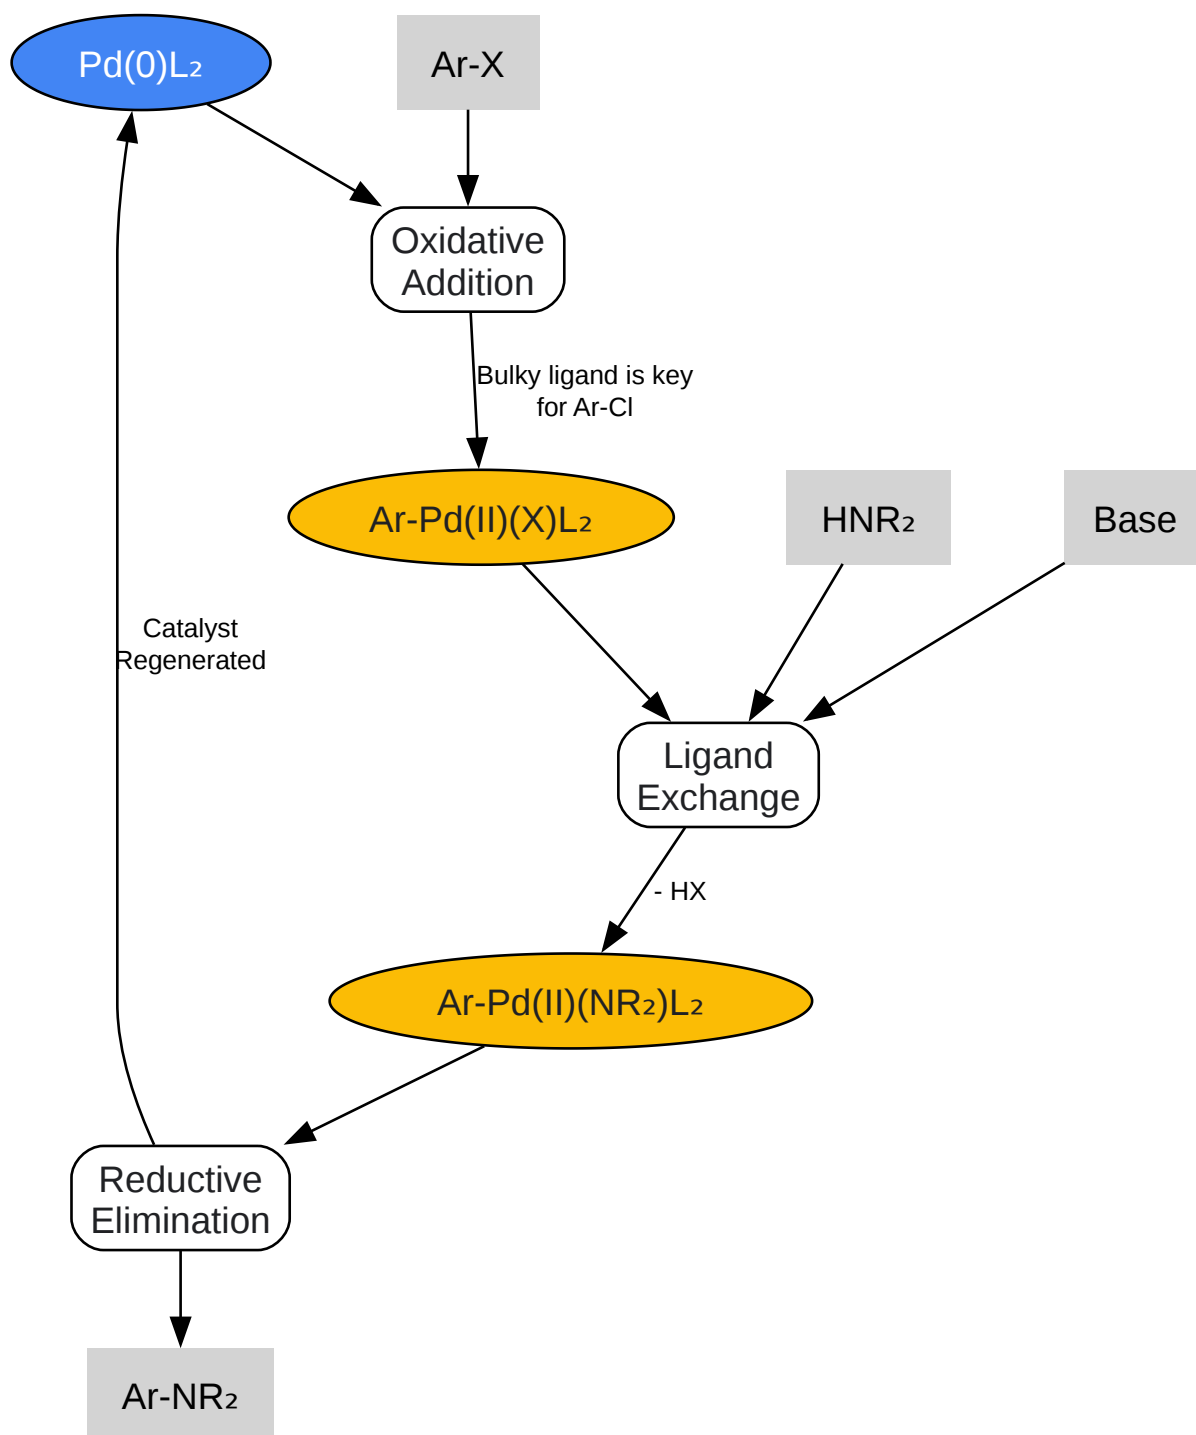 Pd(0)L₂
Ar-X
Oxidative
Addition
Bulky ligand is key
for Ar-Cl
Ar-Pd(II)(X)L₂
HNR₂
Base
Catalyst
Regenerated
Ligand
Exchange
- HX
Ar-Pd(II)(NR₂)L₂
Reductive
Elimination
Ar-NR₂